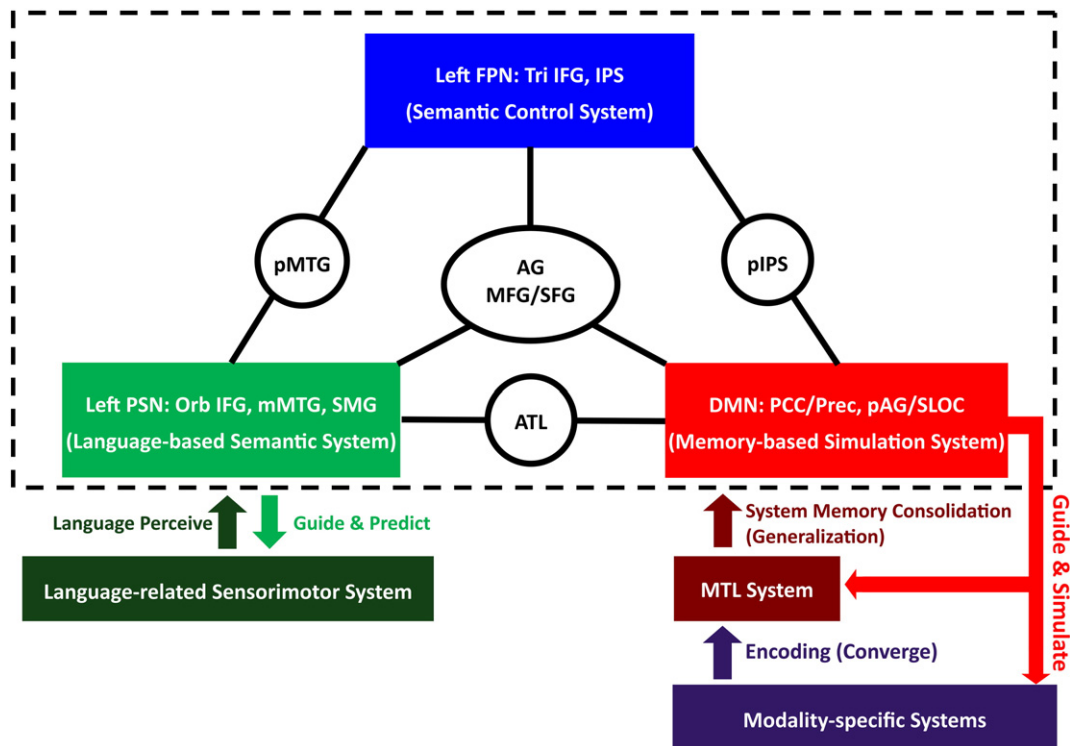 Left FPN: Tri IFG, IPS
(Semantic Control System)
pMTG
AG
MFG/SFG
pIPS
Left PSN: Orb IFG, mMTG, SMG
(Language-based Semantic System)
ATL
DMN: PCC/Prec, pAG/SLOC
(Memory-based Simulation System)
Language Perceive
Guide & Predict
System Memory Consolidation
(Generalization)
Guide & Simulate
Language-related Sensorimotor System
MTL System
Encoding (Converge)
Modality-specific Systems